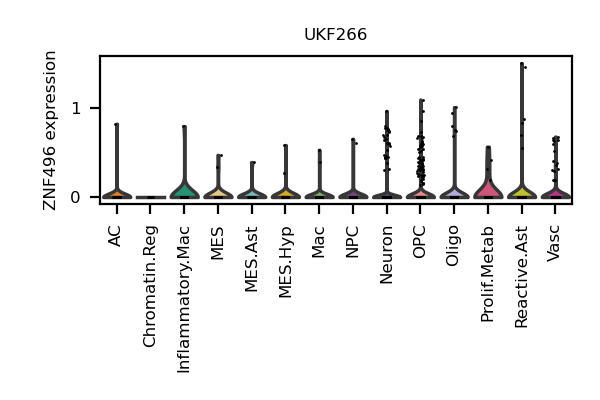 UKF266
ZNF496 expression
1
0
AC
Chromatin.Reg
Inflammatory.Mac
MES
MES.Ast
MES.Hyp
Mac
NPC
Neuron
OPC
Oligo
Prolif.Metab
Reactive.Ast
Vasc